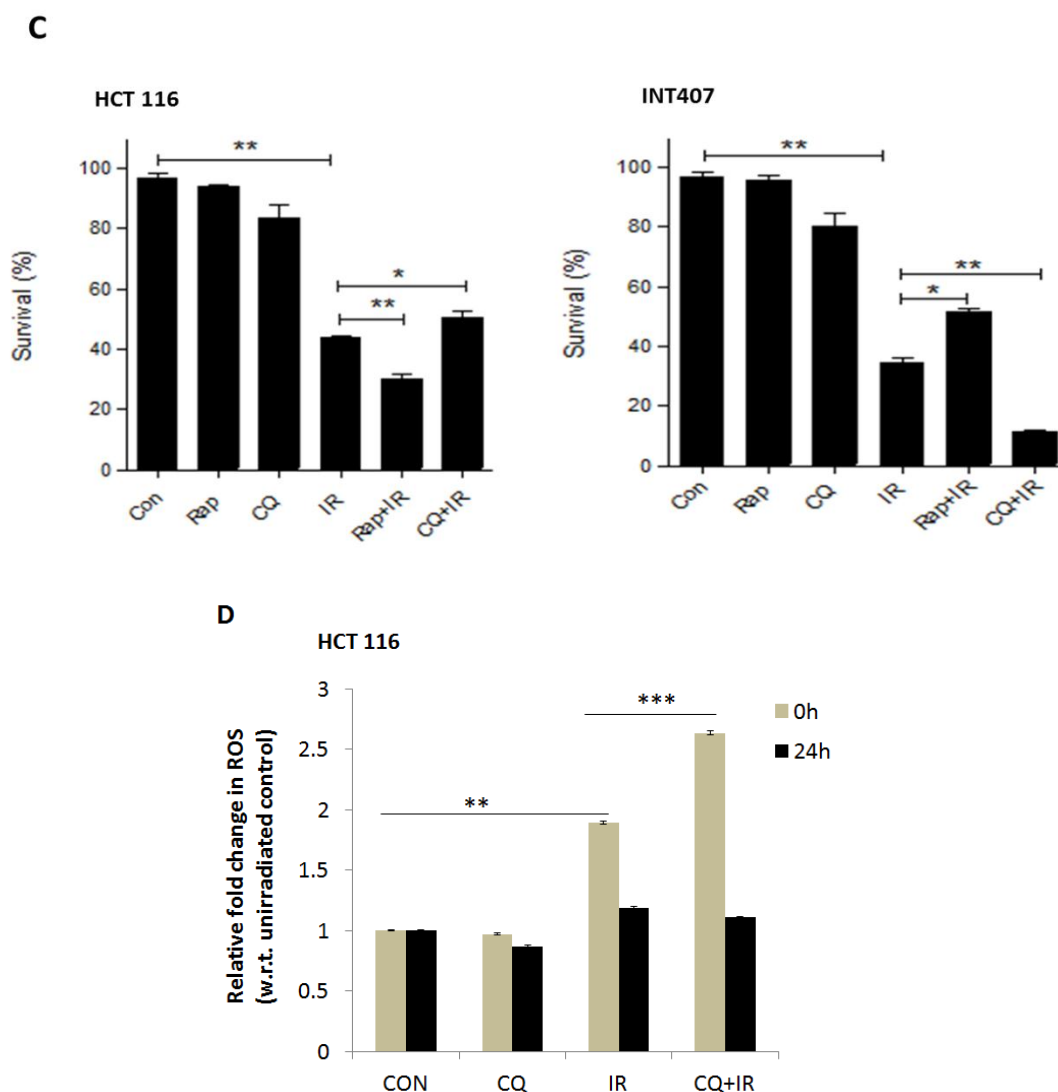 C
HCT 116
Survival (%)
100
80
60
40
20
0
**
*
**
Con
Rap
CQ
IR
Rap+IR
CQ+IR
INT407
Survival (%)
100
80
60
40
20
0
**
**
*
Con
Rap
CQ
IR
Rap+IR
CQ+IR
D
HCT 116
Relative fold change in ROS
(w.r.t. unirradiated control)
3
2.5
2
1.5
1
0.5
0
**
***
0h
24h
CON
CQ
IR
CQ+IR